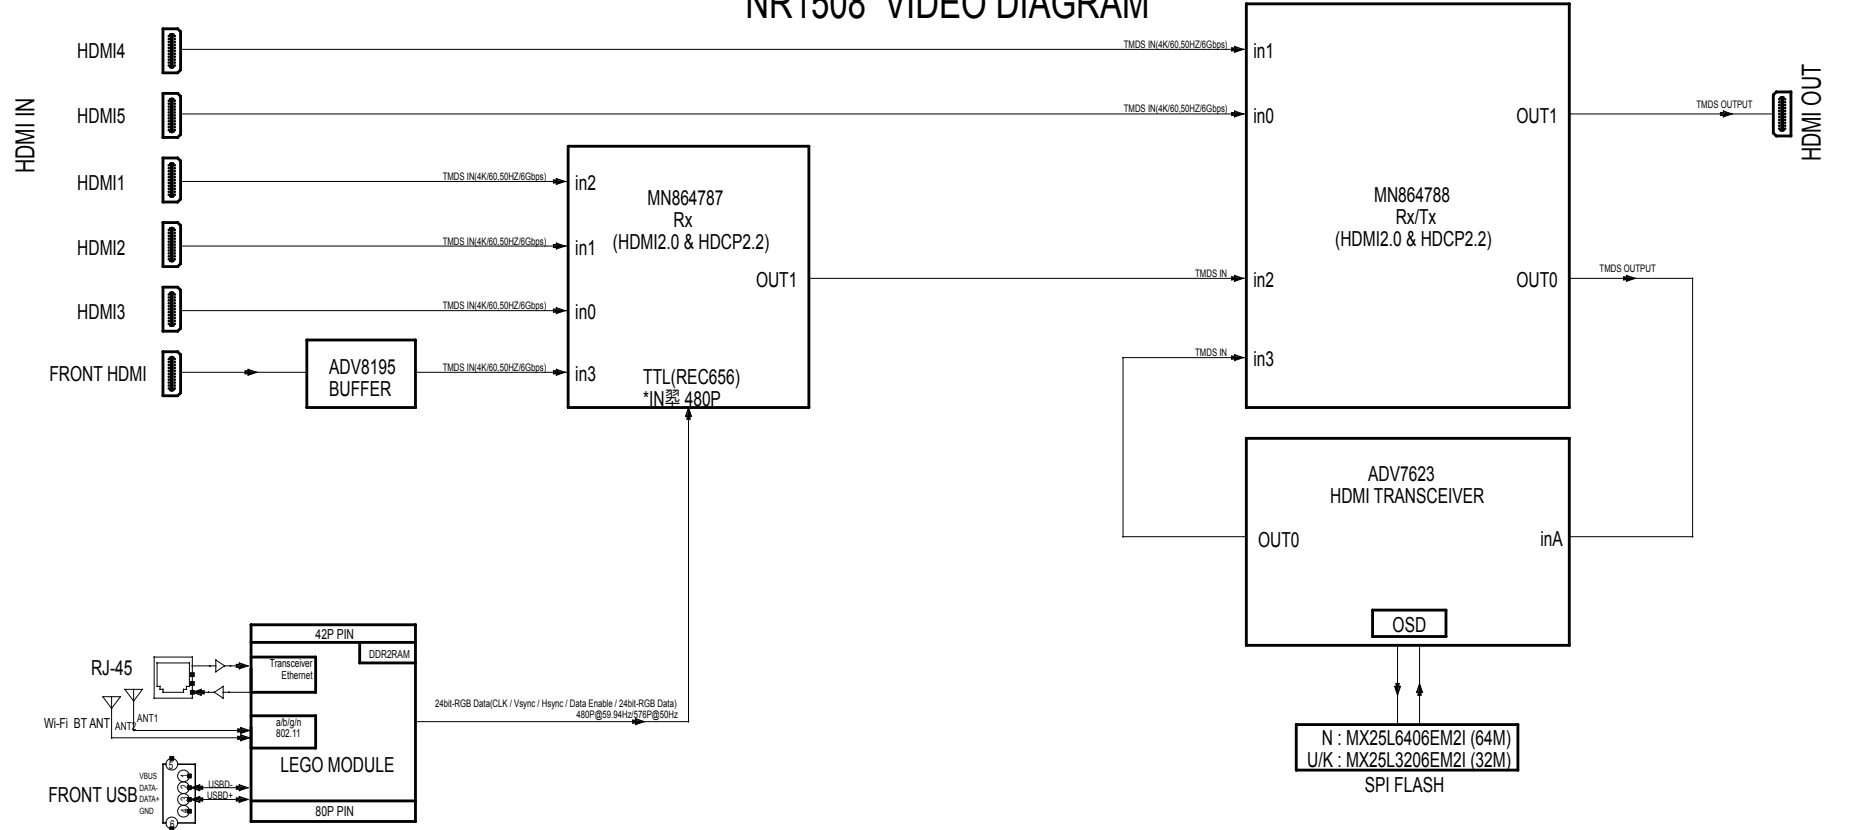 NR1508 VIDEO DIAGRAM
HDMI IN
HDMI4
TMDS IN(4K/60,50HZ/6Gbps)
in1
HDMI5
TMDS IN(4K/60,50HZ/6Gbps)
in0
OUT1
TMDS OUTPUT
HDMI OUT
HDMI1
TMDS IN(4K/60,50HZ/6Gbps)
in2
HDMI2
TMDS IN(4K/60,50HZ/6Gbps)
in1
HDMI3
TMDS IN(4K/60,50HZ/6Gbps)
in0
FRONT HDMI
ADV8195
BUFFER
TMDS IN(4K/60,50HZ/6Gbps)
in3
MN864787
Rx
(HDMI2.0 & HDCP2.2)
OUT1
TTL(REC656)
*IN 480P
TMDS IN
in2
TMDS IN
in3
MN864788
Rx/Tx
(HDMI2.0 & HDCP2.2)
OUT0
TMDS OUTPUT
ADV7623
HDMI TRANSCEIVER
OUT0
inA
OSD
N : MX25L6406EM2I (64M)
U/K : MX25L3206EM2I (32M)
SPI FLASH
42P PIN
DDR2RAM
RJ-45
Transceiver
Ethernet
Wi-Fi BT ANT
ANT2
ANT1
a/b/g/n
802.11
LEGO MODULE
24bit-RGB Data(CLK / Vsync / Hsync / Data Enable / 24bit-RGB Data)
480P@59.94Hz/576P@50Hz
FRONT USB
VBUS
DATA-
DATA+
GND
5
1
2
3
4
6
USBD-
USBD+
80P PIN